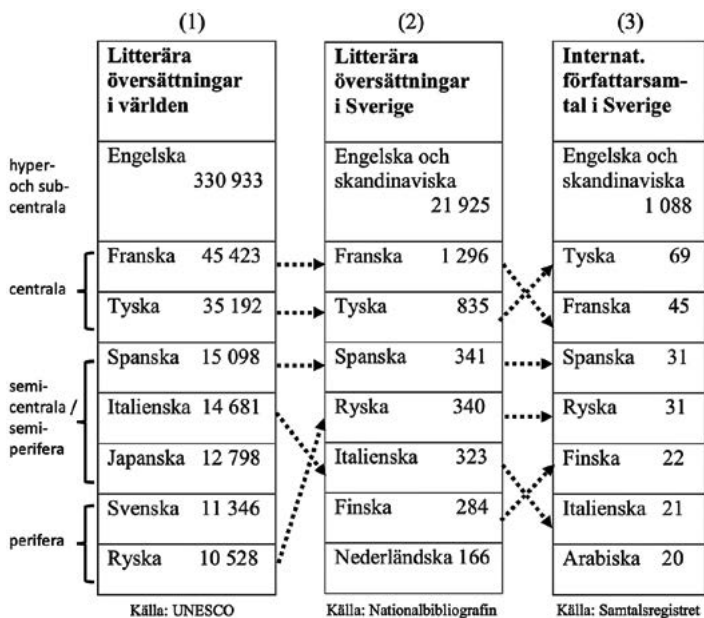 (1)
(2)
(3)
Litterära
översättningar
i världen
Litterära
översättningar
i Sverige
Internat.
författarsam-
tal i Sverige
hyper-
och sub-
centrala
Engelska
330 933
Engelska och
skandinaviska
21 925
Engelska och
skandinaviska
1 088
centrala
Franska 45 423
Franska 1 296
Tyska 69
Tyska 35 192
Tyska 835
Franska 45
semi-
centrala /
semi-
perifera
Spanska 15 098
Spanska 341
Spanska 31
Italienska 14 681
Ryska 340
Ryska 31
Japanska 12 798
Italienska 323
Finska 22
perifera
Svenska 11 346
Finska 284
Italienska 21
Ryska 10 528
Nederländska 166
Arabiska 20
Källa: UNESCO
Källa: Nationalbibliografin
Källa: Samtalsregistret